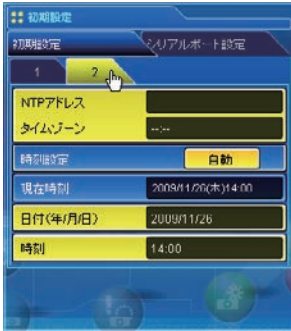 初期設定
初期設定 シリアルポート設定
1 2
NTPアドレス
タイムゾーン --:--
時刻設定 自動
現在時刻 2009/11/26(木)14:00
日付(年/月/日) 2009/11/26
時刻 14:00